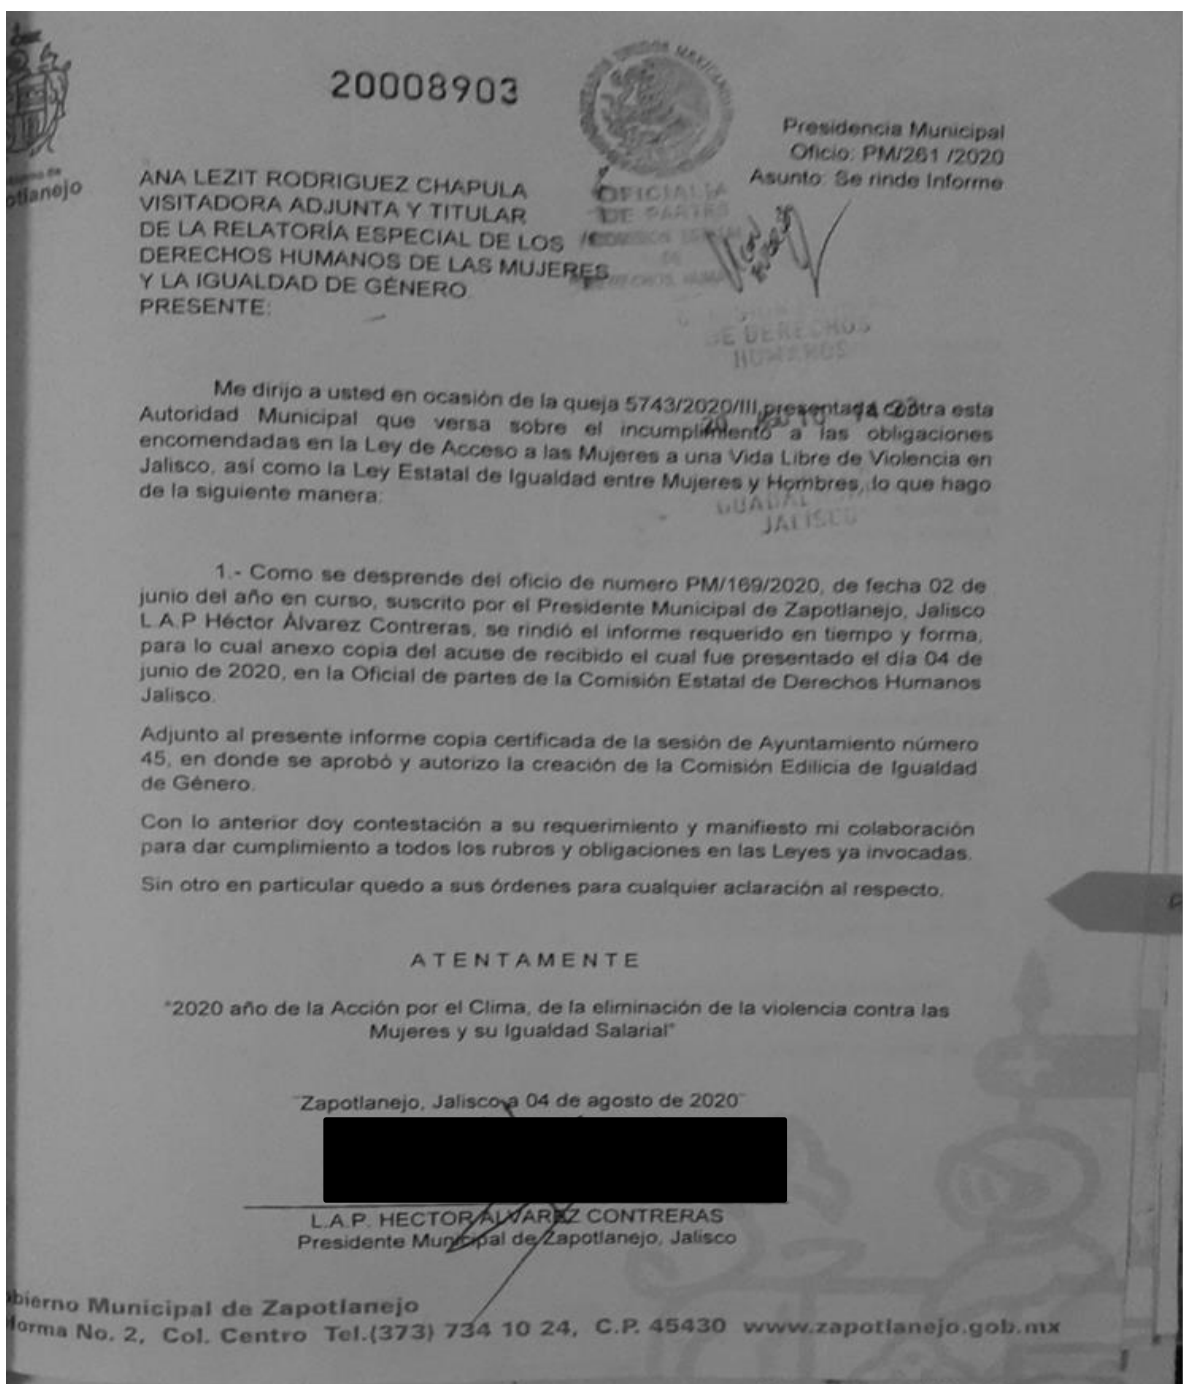 20008903
ESTADOS UNIDOS MEXICANOS
Presidencia Municipal
Oficio: PM/261 /2020
Asunto: Se rinde Informe
otlanejo
ANA LEZIT RODRIGUEZ CHAPULA
VISITADORA ADJUNTA Y TITULAR
DE LA RELATORÍA ESPECIAL DE LOS
DERECHOS HUMANOS DE LAS MUJERES
Y LA IGUALDAD DE GÉNERO
PRESENTE:
OFICIALIA
DE PARTES
DE DERECHOS
HUMANOS
Me dirijo a usted en ocasión de la queja 5743/2020/III presentada contra esta
Autoridad Municipal que versa sobre el incumplimiento a las obligaciones
encomendadas en la Ley de Acceso a las Mujeres a una Vida Libre de Violencia en
Jalisco, así como la Ley Estatal de Igualdad entre Mujeres y Hombres, lo que hago
de la siguiente manera:
JALISCO
1.- Como se desprende del oficio de numero PM/169/2020, de fecha 02 de
junio del año en curso, suscrito por el Presidente Municipal de Zapotlanejo, Jalisco
L.A.P Héctor Álvarez Contreras, se rindió el informe requerido en tiempo y forma,
para lo cual anexo copia del acuse de recibido el cual fue presentado el día 04 de
junio de 2020, en la Oficial de partes de la Comisión Estatal de Derechos Humanos
Jalisco.
Adjunto al presente informe copia certificada de la sesión de Ayuntamiento número
45, en donde se aprobó y autorizo la creación de la Comisión Edilicia de Igualdad
de Género.
Con lo anterior doy contestación a su requerimiento y manifiesto mi colaboración
para dar cumplimiento a todos los rubros y obligaciones en las Leyes ya invocadas.
Sin otro en particular quedo a sus órdenes para cualquier aclaración al respecto.
ATENTAMENTE
"2020 año de la Acción por el Clima, de la eliminación de la violencia contra las
Mujeres y su Igualdad Salarial"
"Zapotlanejo, Jalisco a 04 de agosto de 2020"
L.A.P. HECTOR ALVAREZ CONTRERAS
Presidente Municipal de Zapotlanejo, Jalisco
bierno Municipal de Zapotlanejo
forma No. 2, Col. Centro Tel.(373) 734 10 24, C.P. 45430 www.zapotlanejo.gob.mx